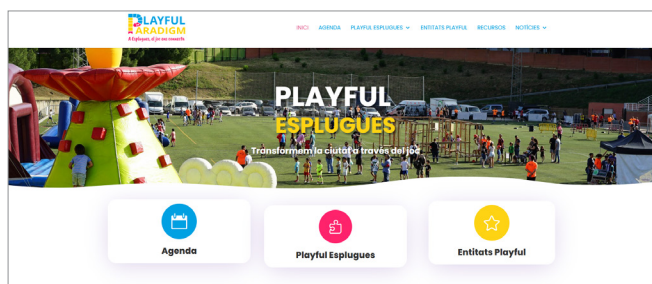 PLAYFUL
PARADIGM
A Esplugues, el joc ens connecta
INICI AGENDA PLAYFUL ESPLUGUES ENTITATS PLAYFUL RECURSOS NOTÍCIES
PLAYFUL
ESPLUGUES
Transformem la ciutat a través del joc
Agenda
Playful Esplugues
Entitats Playful